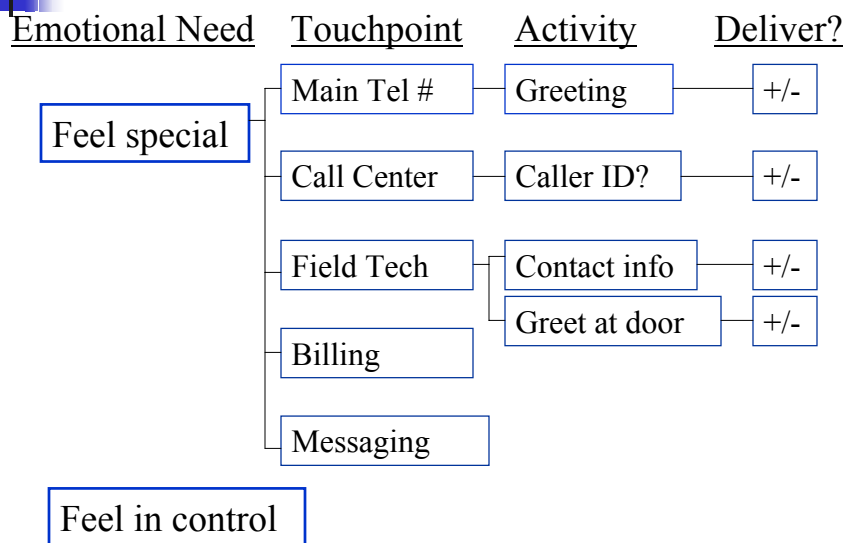 Emotional Need Touchpoint Activity Deliver?
Feel special
Main Tel # Greeting +/-
Call Center Caller ID? +/-
Field Tech Contact info +/-
Greet at door +/-
Billing
Messaging
Feel in control